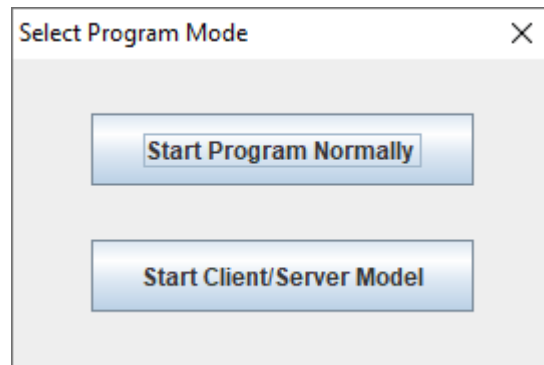 Select Program Mode
Start Program Normally
Start Client/Server Model